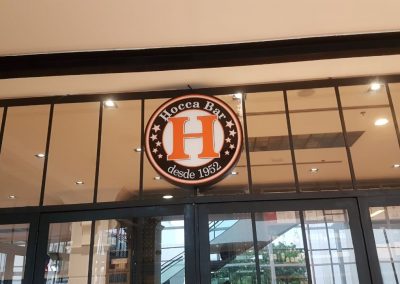 Hocca Bar
H
desde 1952